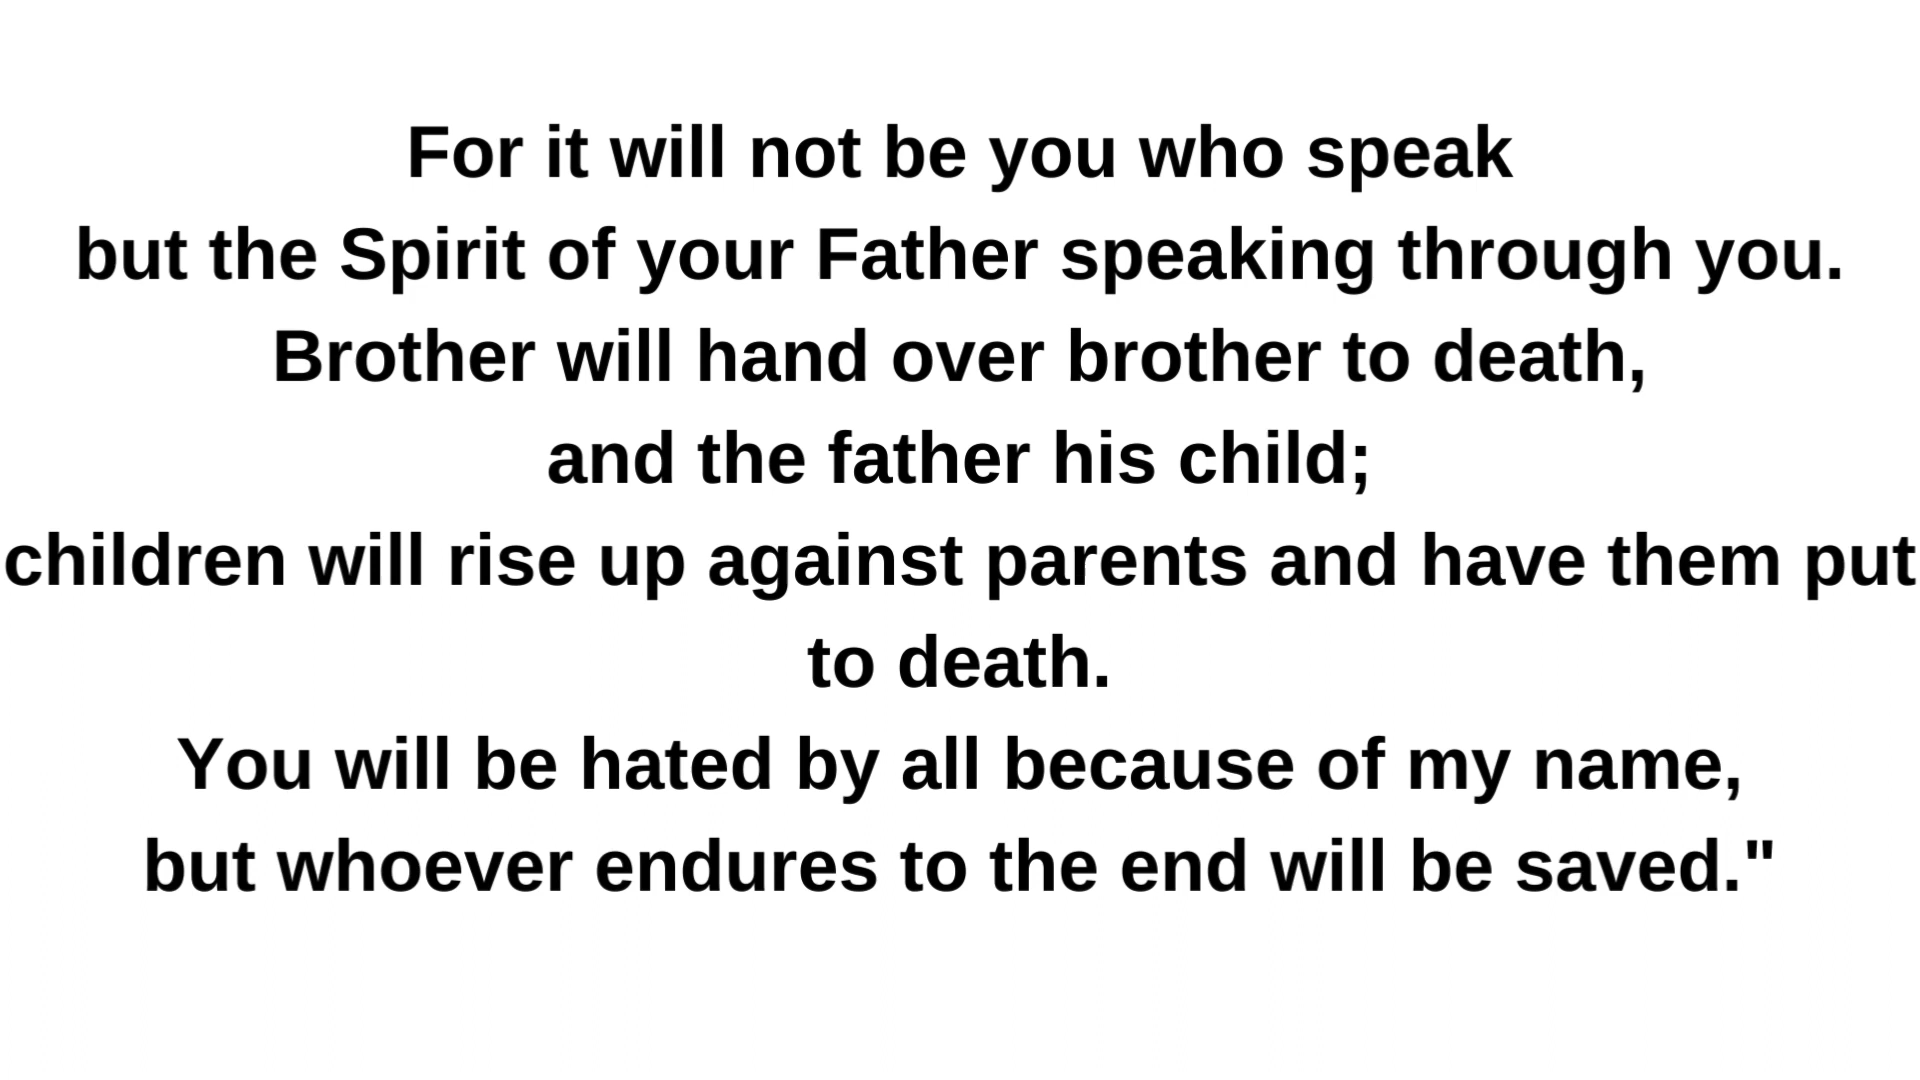 For it will not be you who speak
but the Spirit of your Father speaking through you.
Brother will hand over brother to death,
and the father his child;
children will rise up against parents and have them put
to death.
You will be hated by all because of my name,
but whoever endures to the end will be saved."